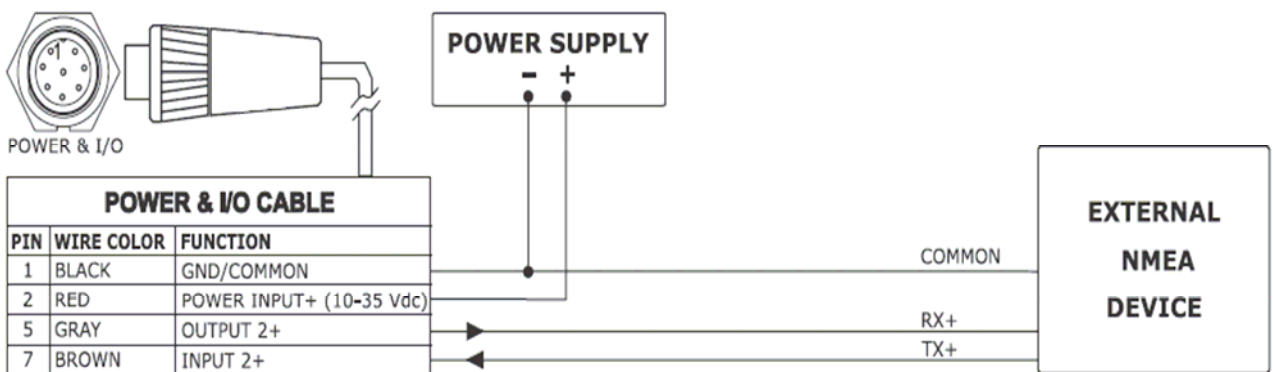 1
POWER & I/O
POWER SUPPLY
- +
POWER & I/O CABLE
PIN WIRE COLOR FUNCTION
1 BLACK GND/COMMON
2 RED POWER INPUT+ (10-35 Vdc)
5 GRAY OUTPUT 2+
7 BROWN INPUT 2+
COMMON
RX+
TX+
EXTERNAL
NMEA
DEVICE